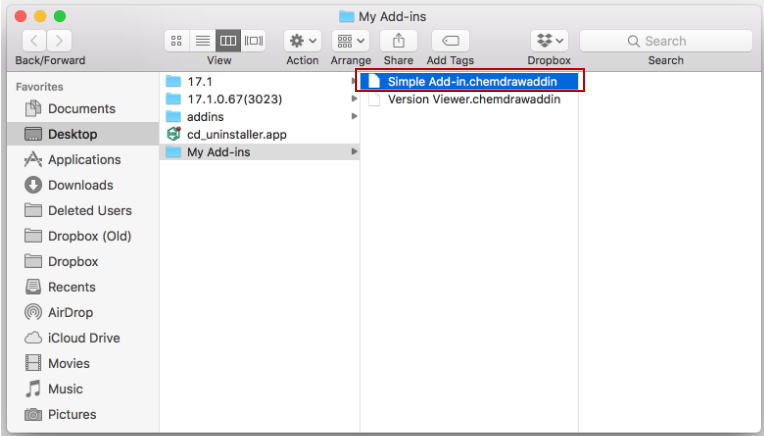 My Add-ins
Search
Back/Forward View Action Arrange Share Add Tags Dropbox Search
Favorites
Documents
Desktop
Applications
Downloads
Deleted Users
Dropbox (Old)
Dropbox
Recents
AirDrop
iCloud Drive
Movies
Music
Pictures
17.1
17.1.0.67(3023)
addins
cd_uninstaller.app
My Add-ins
Simple Add-in.chemdrawaddin
Version Viewer.chemdrawaddin